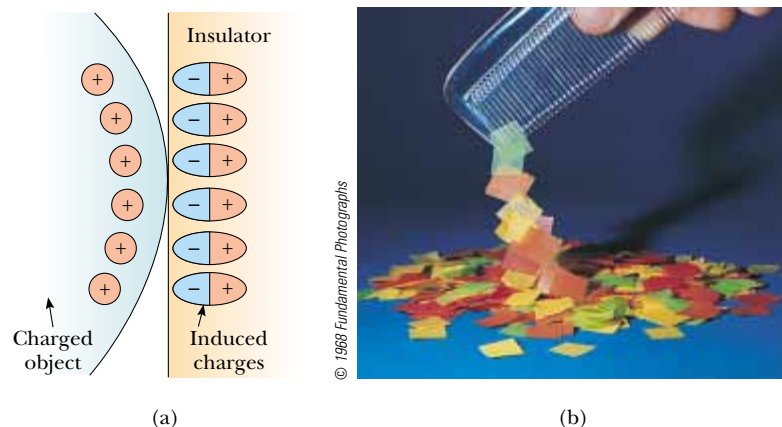 Insulator
+
– +
+
– +
+
– +
+
– +
+
– +
+
– +
Charged
object
Induced
charges
© 1968 Fundamental Photographs
(a)
(b)